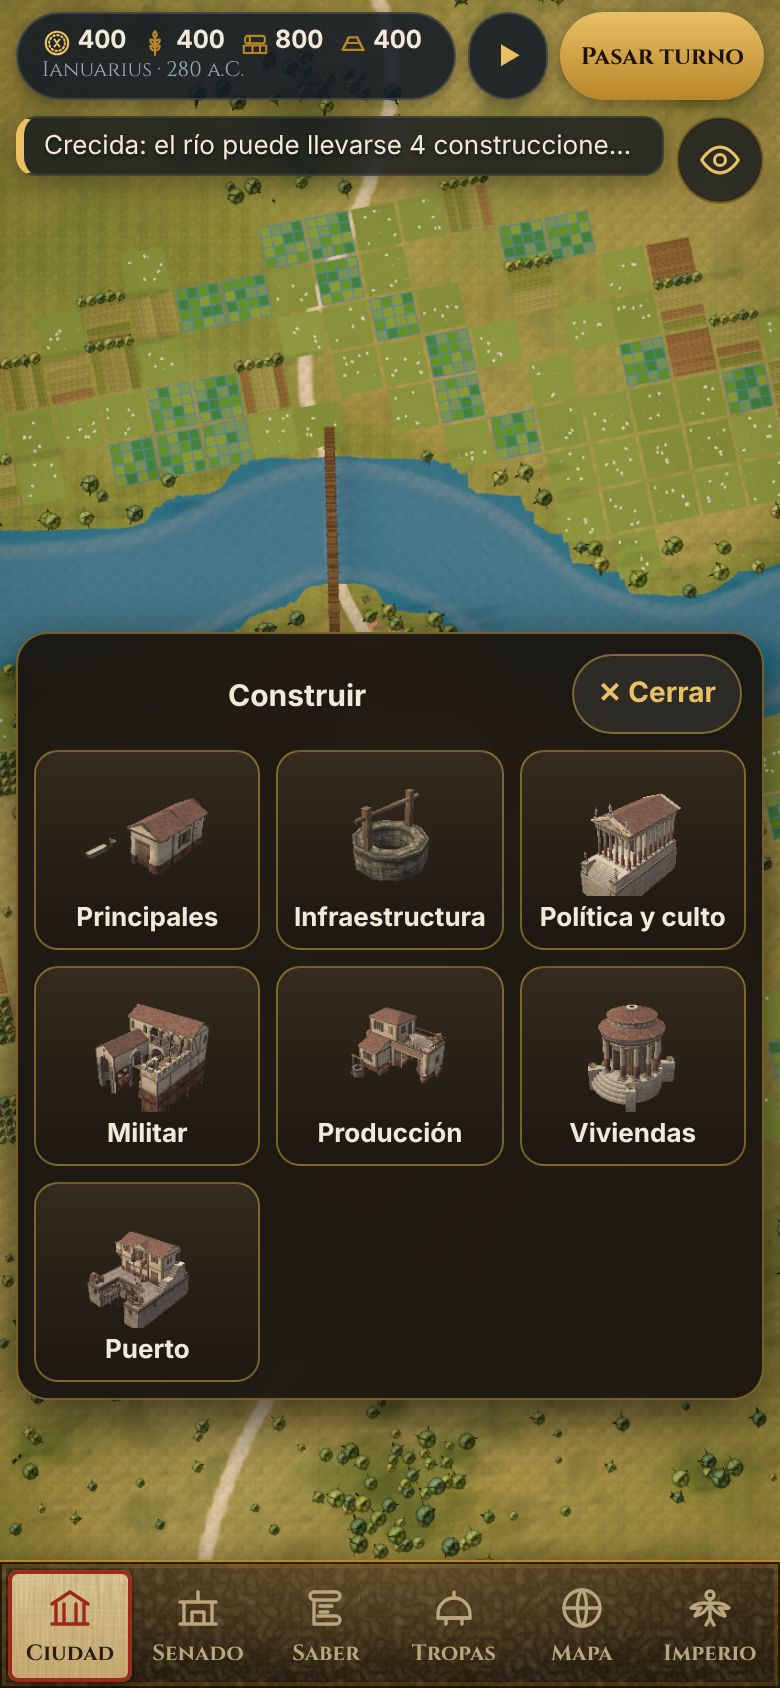 400 400 800 400
Ianuarius · 280 a.C.
Pasar turno
Crecida: el río puede llevarse 4 construccione...
Construir
✕ Cerrar
Principales
Infraestructura
Política y culto
Militar
Producción
Viviendas
Puerto
Ciudad
Senado
Saber
Tropas
Mapa
Imperio